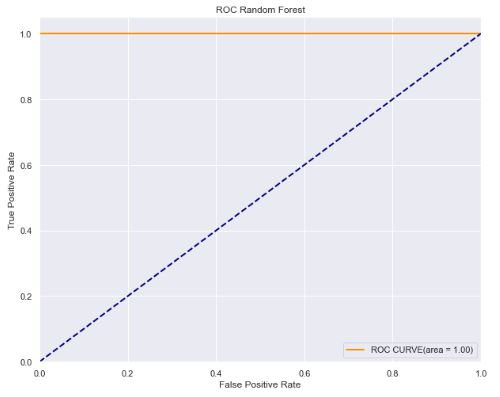 ROC Random Forest
1.0
0.8
0.6
0.4
0.2
0.0
True Positive Rate
ROC CURVE(area = 1.00)
0.0 0.2 0.4 0.6 0.8 1.0
False Positive Rate